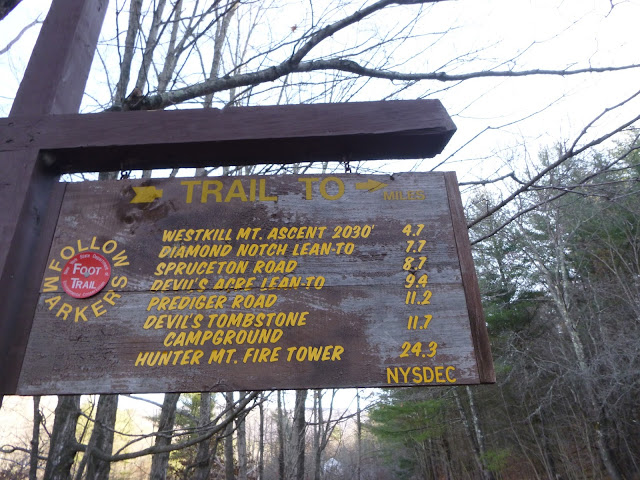 TRAIL TO MILES
WESTKILL MT. ASCENT 2030' 4.7
DIAMOND NOTCH LEAN-TO 7.7
SPRUCETON ROAD 8.7
DEVIL'S ACRE LEAN-TO 9.4
PREDIGER ROAD 11.2
DEVIL'S TOMBSTONE
CAMPGROUND 11.7
HUNTER MT. FIRE TOWER 24.3
NYSDEC
FOLLOW
MARKERS
FOOT
TRAIL